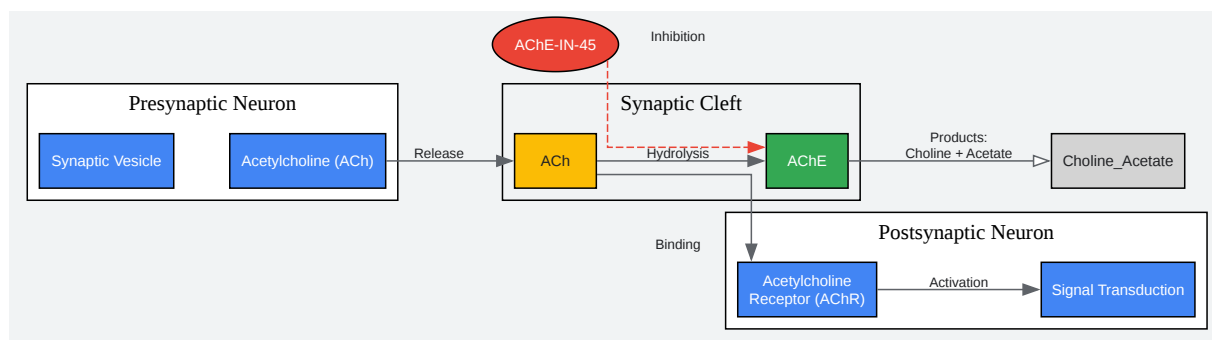 AChE-IN-45
Inhibition
Presynaptic Neuron
Synaptic Cleft
Synaptic Vesicle
Acetylcholine (ACh)
Release
ACh
Hydrolysis
AChE
Products:
Choline + Acetate
Choline_Acetate
Postsynaptic Neuron
Binding
Acetylcholine
Receptor (AChR)
Activation
Signal Transduction